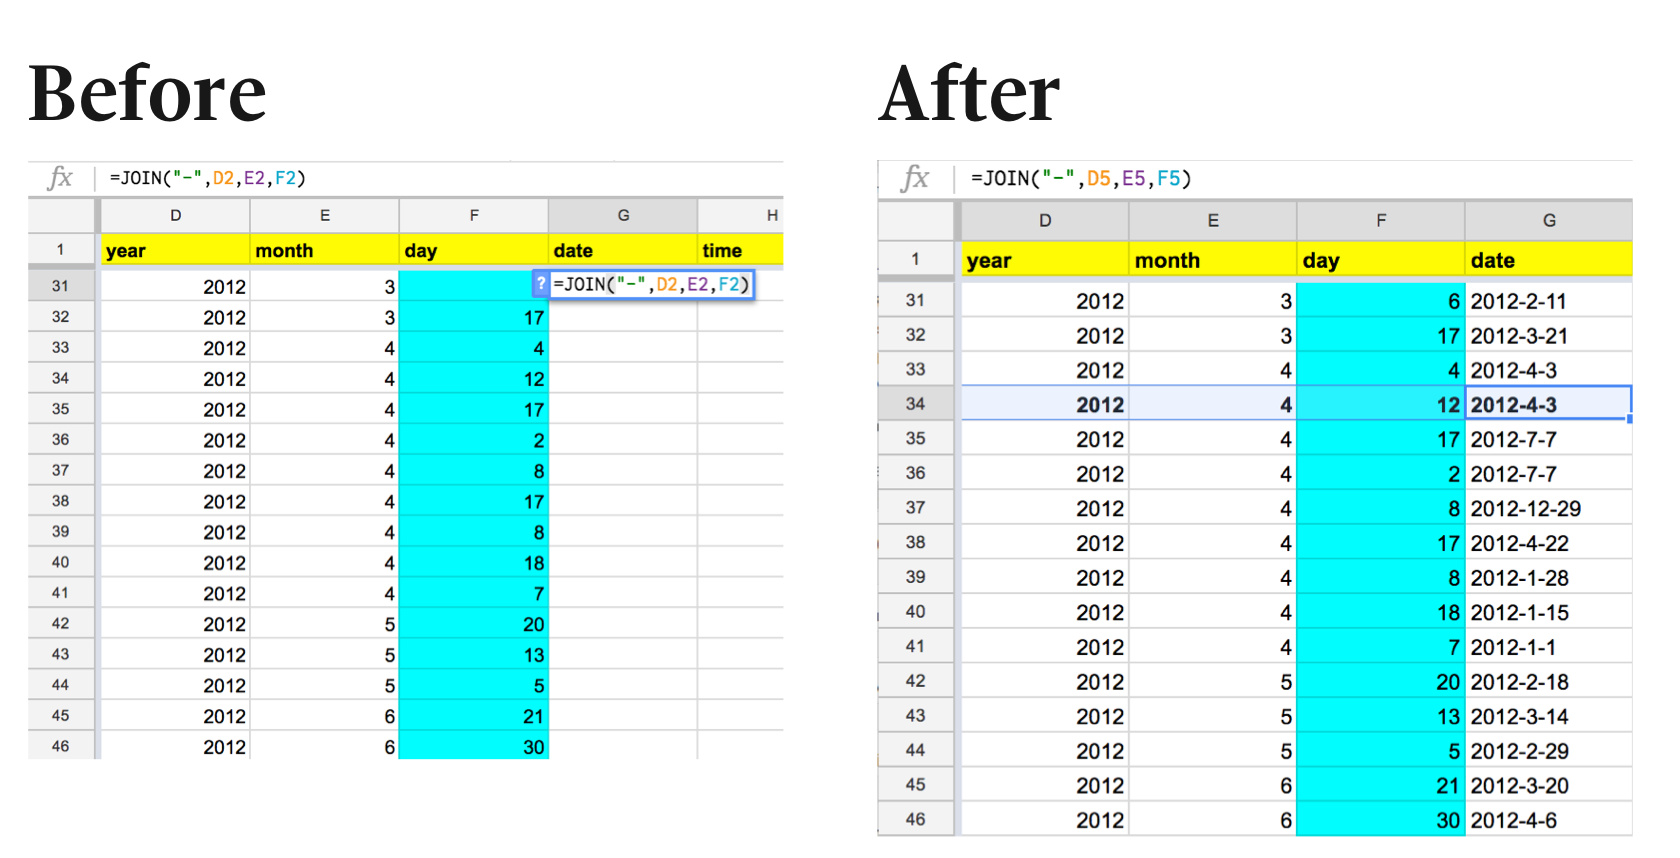 Before
fx =JOIN("-",D2,E2,F2)
D E F G H
1 year month day date time
31 2012 3 ? =JOIN("-",D2,E2,F2)
32 2012 3 17
33 2012 4 4
34 2012 4 12
35 2012 4 17
36 2012 4 2
37 2012 4 8
38 2012 4 17
39 2012 4 8
40 2012 4 18
41 2012 4 7
42 2012 5 20
43 2012 5 13
44 2012 5 5
45 2012 6 21
46 2012 6 30
After
fx =JOIN("-",D5,E5,F5)
D E F G
1 year month day date
31 2012 3 6 2012-2-11
32 2012 3 17 2012-3-21
33 2012 4 4 2012-4-3
34 2012 4 12 2012-4-3
35 2012 4 17 2012-7-7
36 2012 4 2 2012-7-7
37 2012 4 8 2012-12-29
38 2012 4 17 2012-4-22
39 2012 4 8 2012-1-28
40 2012 4 18 2012-1-15
41 2012 4 7 2012-1-1
42 2012 5 20 2012-2-18
43 2012 5 13 2012-3-14
44 2012 5 5 2012-2-29
45 2012 6 21 2012-3-20
46 2012 6 30 2012-4-6